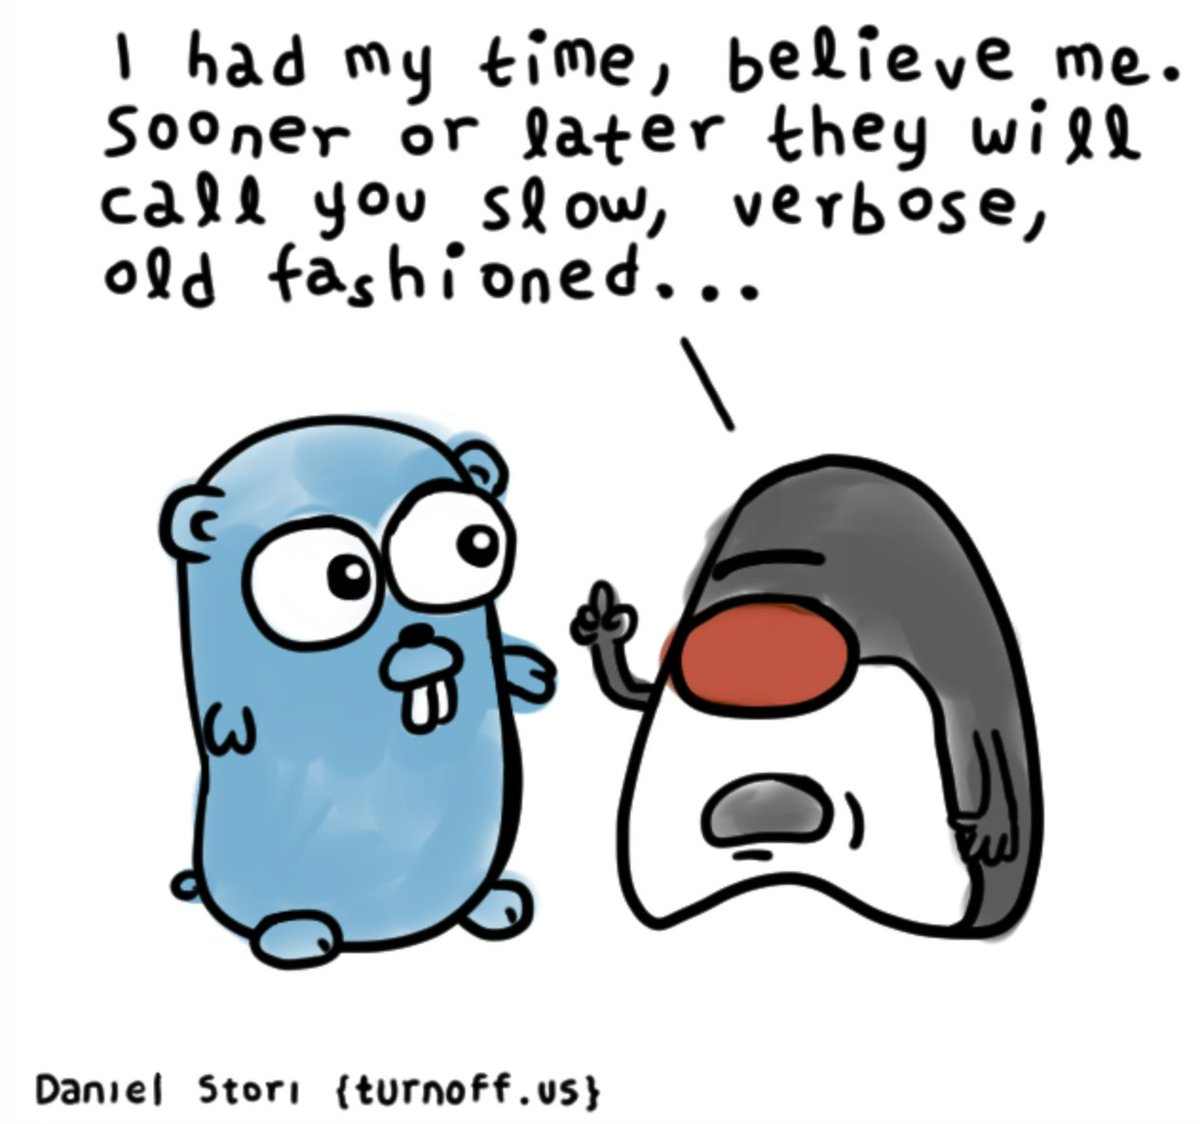 I had my time, believe me.
Sooner or later they will
call you slow, verbose,
old fashioned...
Daniel Stori {turnoff.us}